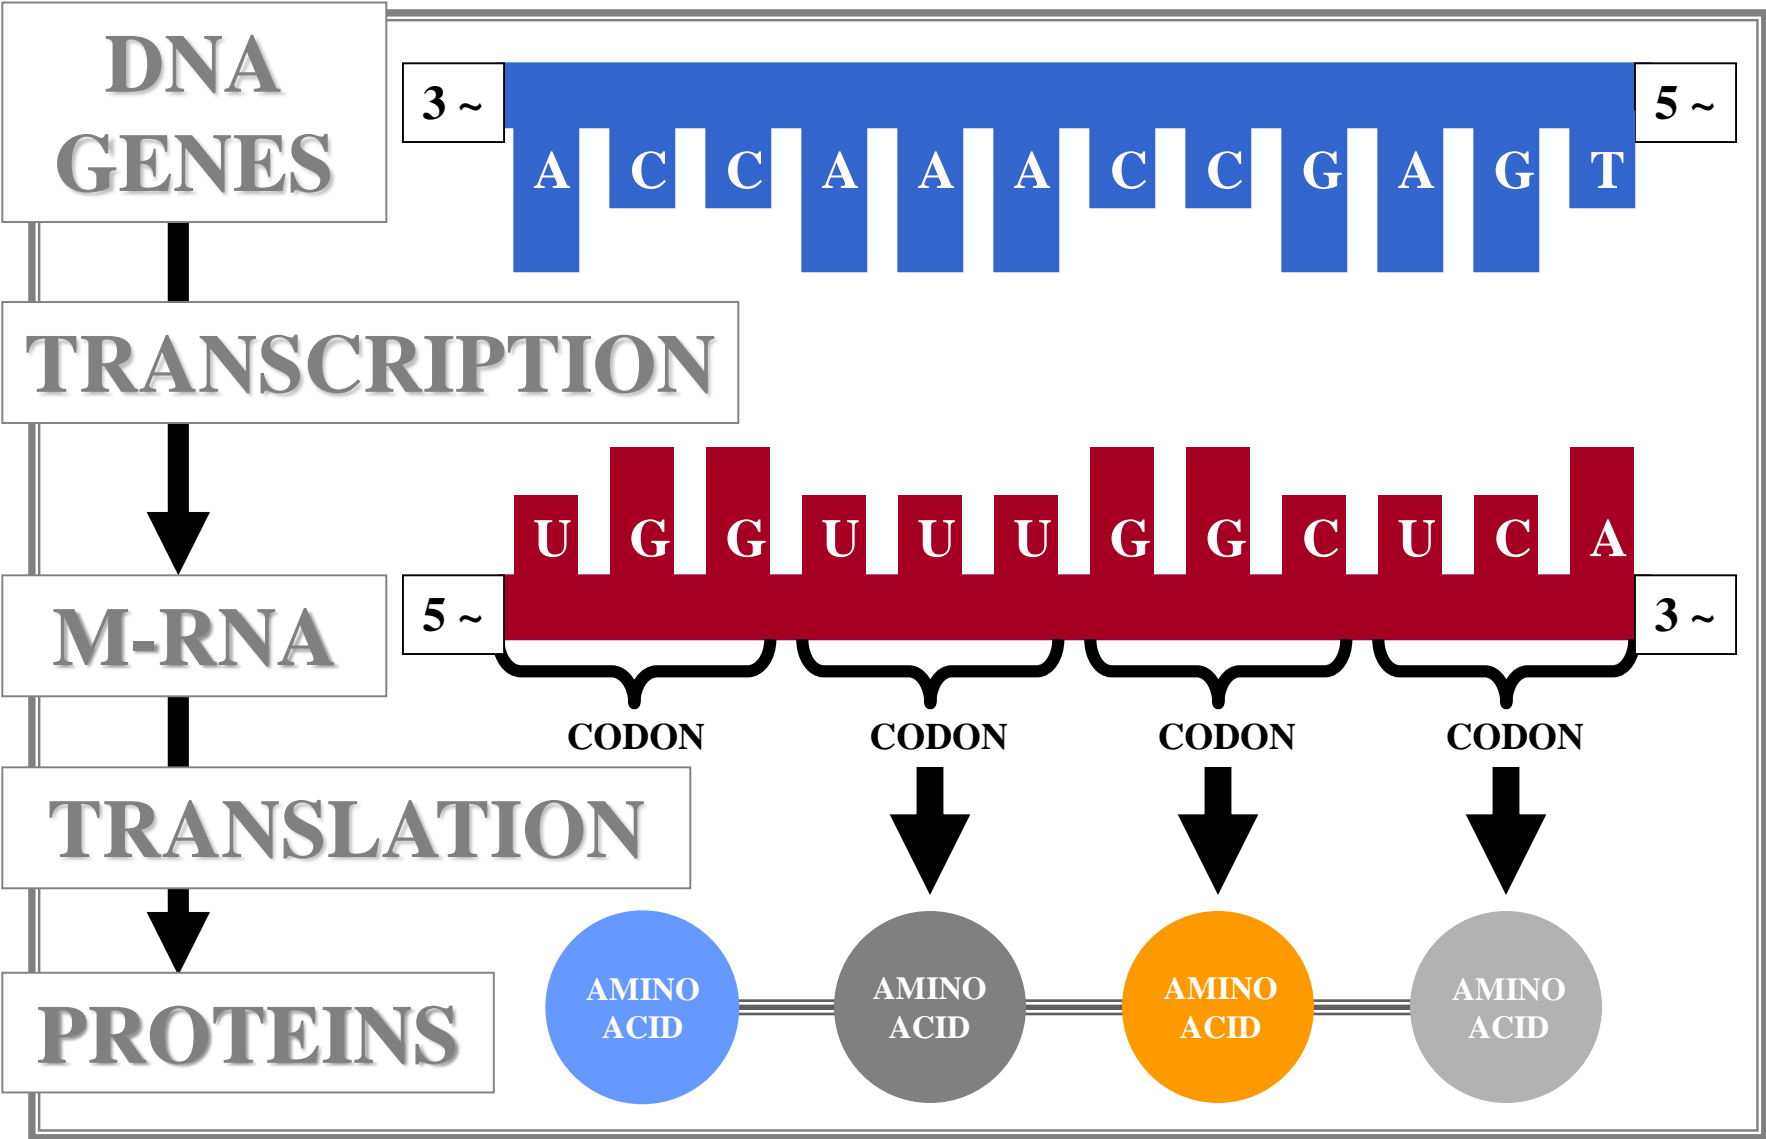 DNA
GENES
3 ~
5 ~
A C C A A A C C G A G T
TRANSCRIPTION
U G G U U U G G C U C A
M-RNA
5 ~
3 ~
CODON CODON CODON CODON
TRANSLATION
PROTEINS
AMINO
ACID
AMINO
ACID
AMINO
ACID
AMINO
ACID